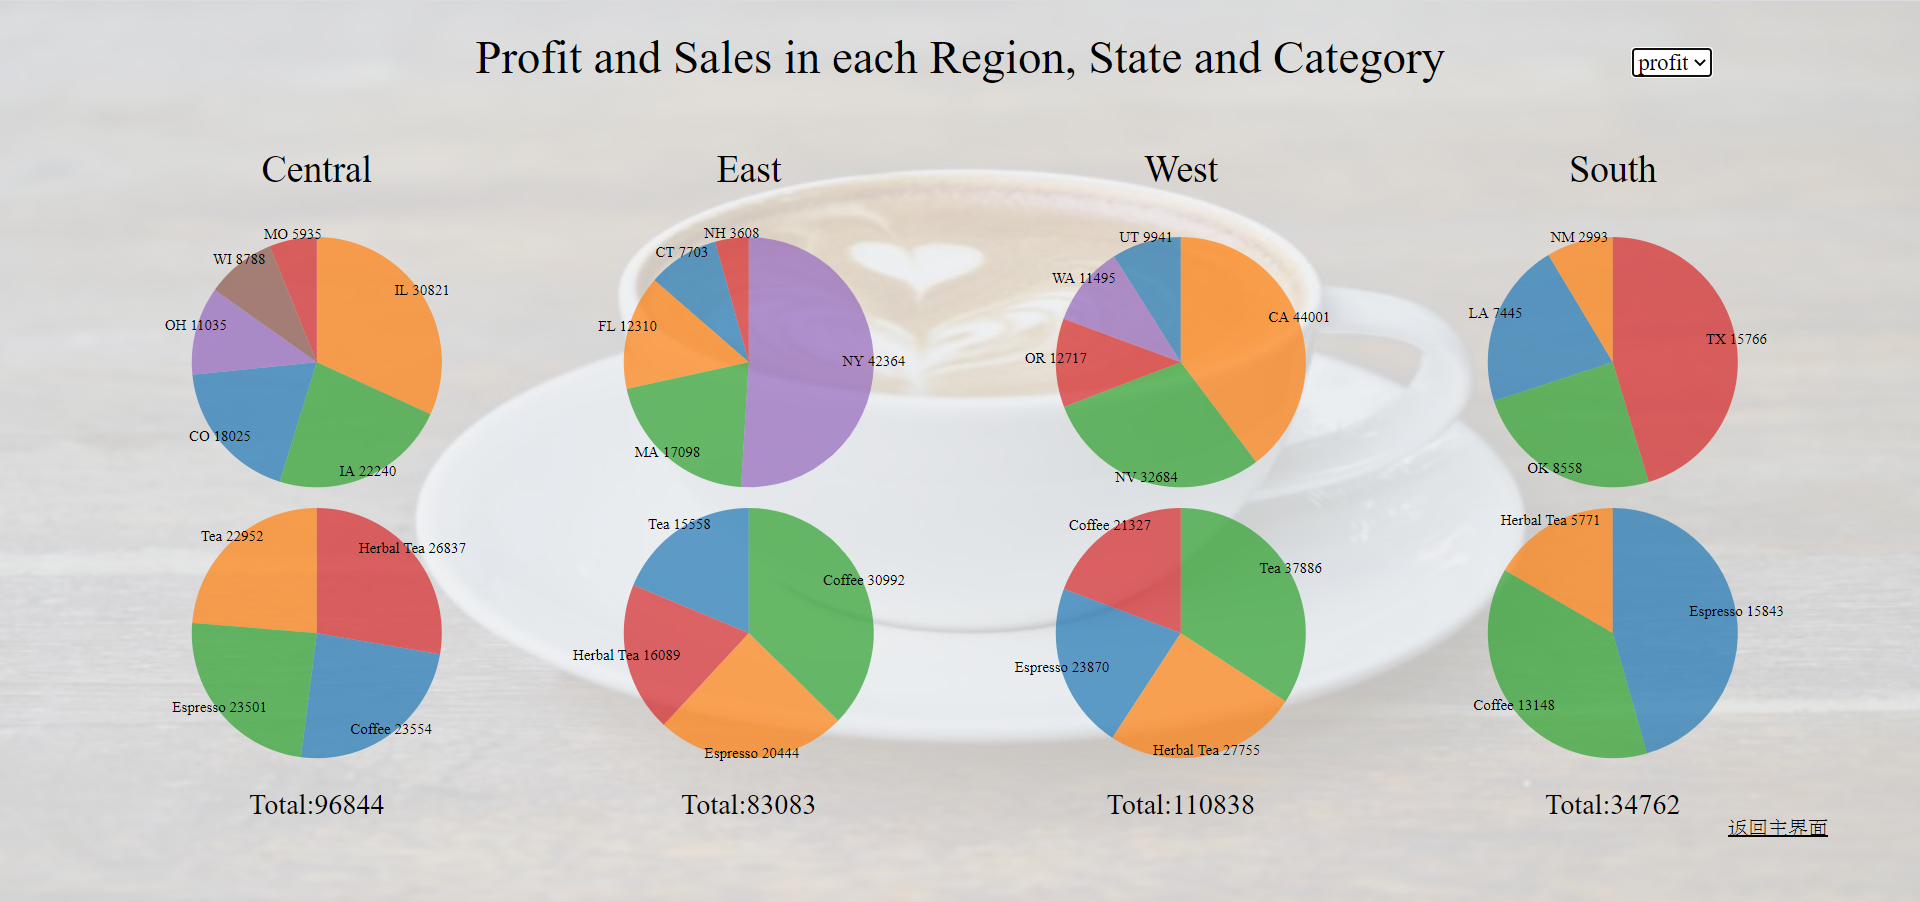 Profit and Sales in each Region, State and Category
profit
Central
East
West
South
MO 5935
WI 8788
IL 30821
OH 11035
CO 18025
IA 22240
NH 3608
CT 7703
FL 12310
NY 42364
MA 17098
UT 9941
WA 11495
CA 44001
OR 12717
NV 32684
NM 2993
LA 7445
TX 15766
OK 8558
Tea 22952
Herbal Tea 26837
Espresso 23501
Coffee 23554
Tea 15558
Coffee 30992
Herbal Tea 16089
Espresso 20444
Coffee 21327
Tea 37886
Espresso 23870
Herbal Tea 27755
Herbal Tea 5771
Espresso 15843
Coffee 13148
Total:96844
Total:83083
Total:110838
Total:34762
返回主界面